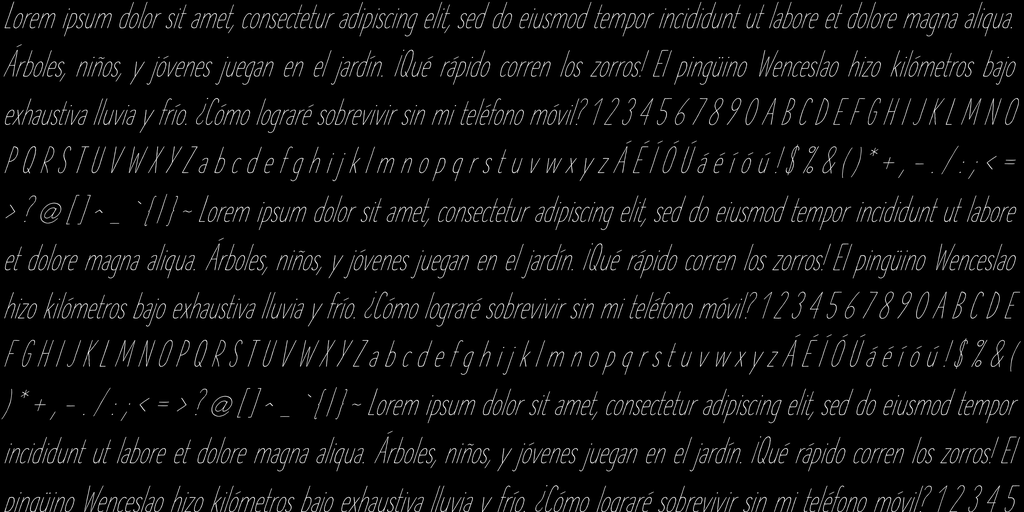 Lorem ipsum dolor sit amet, consectetur adipiscing elit, sed do eiusmod tempor incididunt ut labore et dolore magna aliqua.
Árboles, niños, y jóvenes juegan en el jardín. ¡Qué rápido corren los zorros! El pingüino Wenceslao hizo kilómetros bajo
exhaustiva lluvia y frío. ¿Cómo lograré sobrevivir sin mi teléfono móvil? 1 2 3 4 5 6 7 8 9 0 A B C D E F G H I J K L M N O
P Q R S T U V W X Y Z a b c d e f g h i j k l m n o p q r s t u v w x y z Á É Í Ó Ú á é í ó ú ! $ % & ( ) * + , - . / : ; < =
> ? @ [ ] ^ _ ` { | } ~ Lorem ipsum dolor sit amet, consectetur adipiscing elit, sed do eiusmod tempor incididunt ut labore
et dolore magna aliqua. Árboles, niños, y jóvenes juegan en el jardín. ¡Qué rápido corren los zorros! El pingüino Wenceslao
hizo kilómetros bajo exhaustiva lluvia y frío. ¿Cómo lograré sobrevivir sin mi teléfono móvil? 1 2 3 4 5 6 7 8 9 0 A B C D E
F G H I J K L M N O P Q R S T U V W X Y Z a b c d e f g h i j k l m n o p q r s t u v w x y z Á É Í Ó Ú á é í ó ú ! $ % & (
) * + , - . / : ; < = > ? @ [ ] ^ _ ` { | } ~ Lorem ipsum dolor sit amet, consectetur adipiscing elit, sed do eiusmod tempor
incididunt ut labore et dolore magna aliqua. Árboles, niños, y jóvenes juegan en el jardín. ¡Qué rápido corren los zorros! El
pingüino Wenceslao hizo kilómetros bajo exhaustiva lluvia y frío. ¿Cómo lograré sobrevivir sin mi teléfono móvil? 1 2 3 4 5